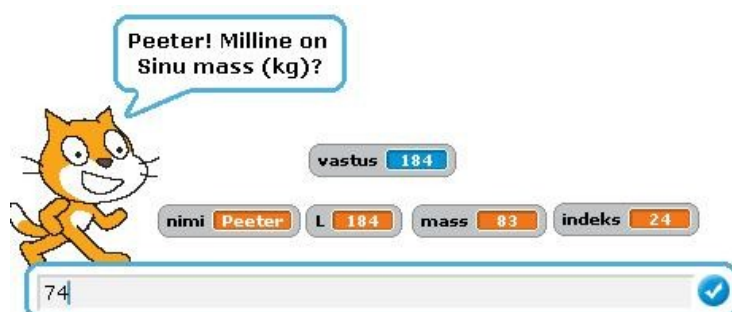 Peeter! Milline on
Sinu mass (kg)?
vastus 184
nimi Peeter L 184 mass 83 indeks 24
74